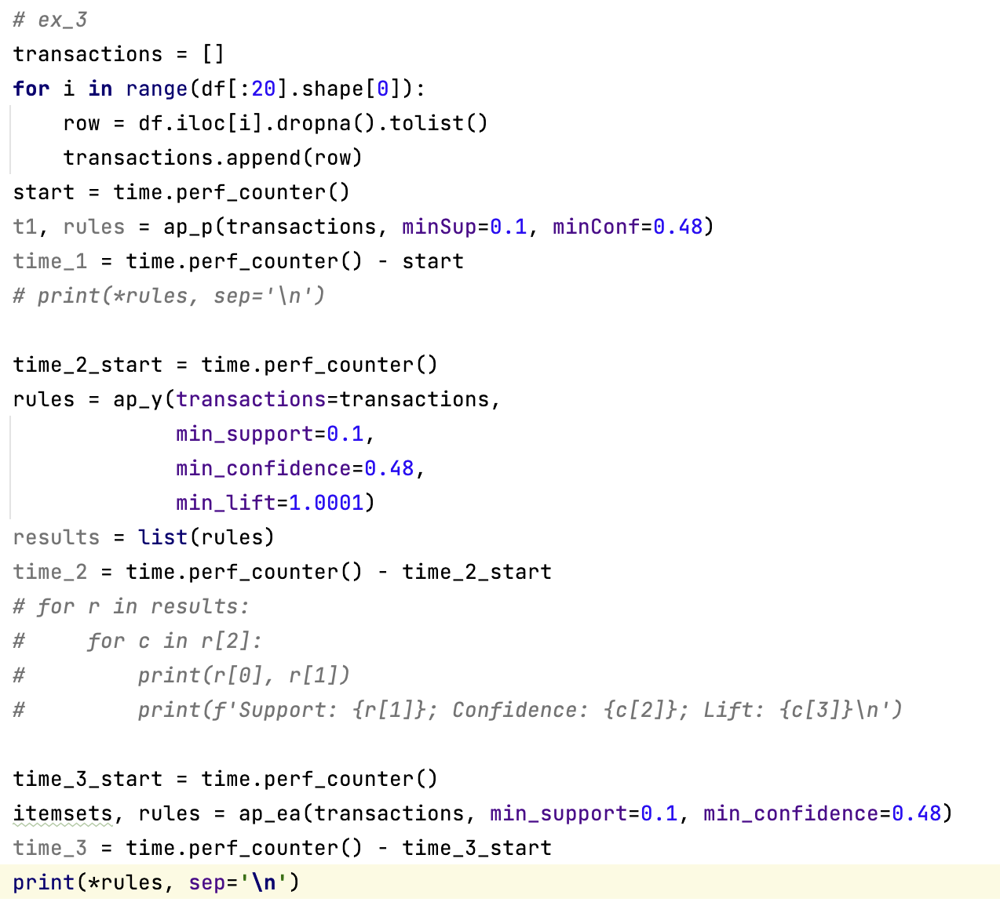 # ex_3
transactions = []
for i in range(df[:20].shape[0]):
    row = df.iloc[i].dropna().tolist()
    transactions.append(row)
start = time.perf_counter()
t1, rules = ap_p(transactions, minSup=0.1, minConf=0.48)
time_1 = time.perf_counter() - start
# print(*rules, sep='\n')

time_2_start = time.perf_counter()
rules = ap_y(transactions=transactions,
             min_support=0.1,
             min_confidence=0.48,
             min_lift=1.0001)
results = list(rules)
time_2 = time.perf_counter() - time_2_start
# for r in results:
#     for c in r[2]:
#         print(r[0], r[1])
#         print(f'Support: {r[1]}; Confidence: {c[2]}; Lift: {c[3]}\n')

time_3_start = time.perf_counter()
itemsets, rules = ap_ea(transactions, min_support=0.1, min_confidence=0.48)
time_3 = time.perf_counter() - time_3_start
print(*rules, sep='\n')